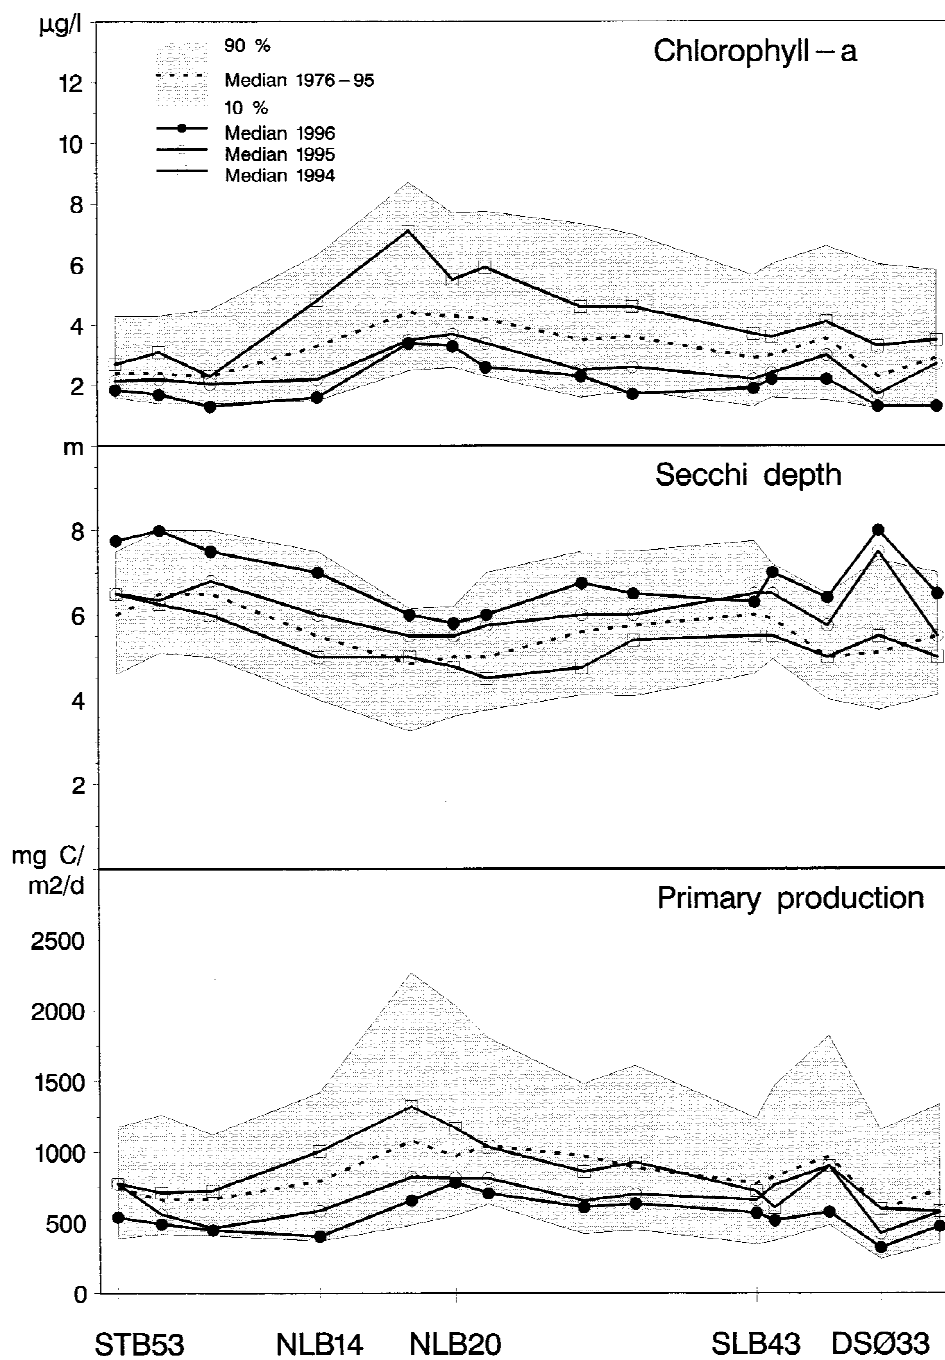 µg/l
Chlorophyll-a
90 %
Median 1976-95
10 %
Median 1996
Median 1995
Median 1994
14
12
10
8
6
4
2
m
Secchi depth
8
6
4
2
mg C/
m2/d
Primary production
2500
2000
1500
1000
500
0
STB53 NLB14 NLB20 SLB43 DSØ33